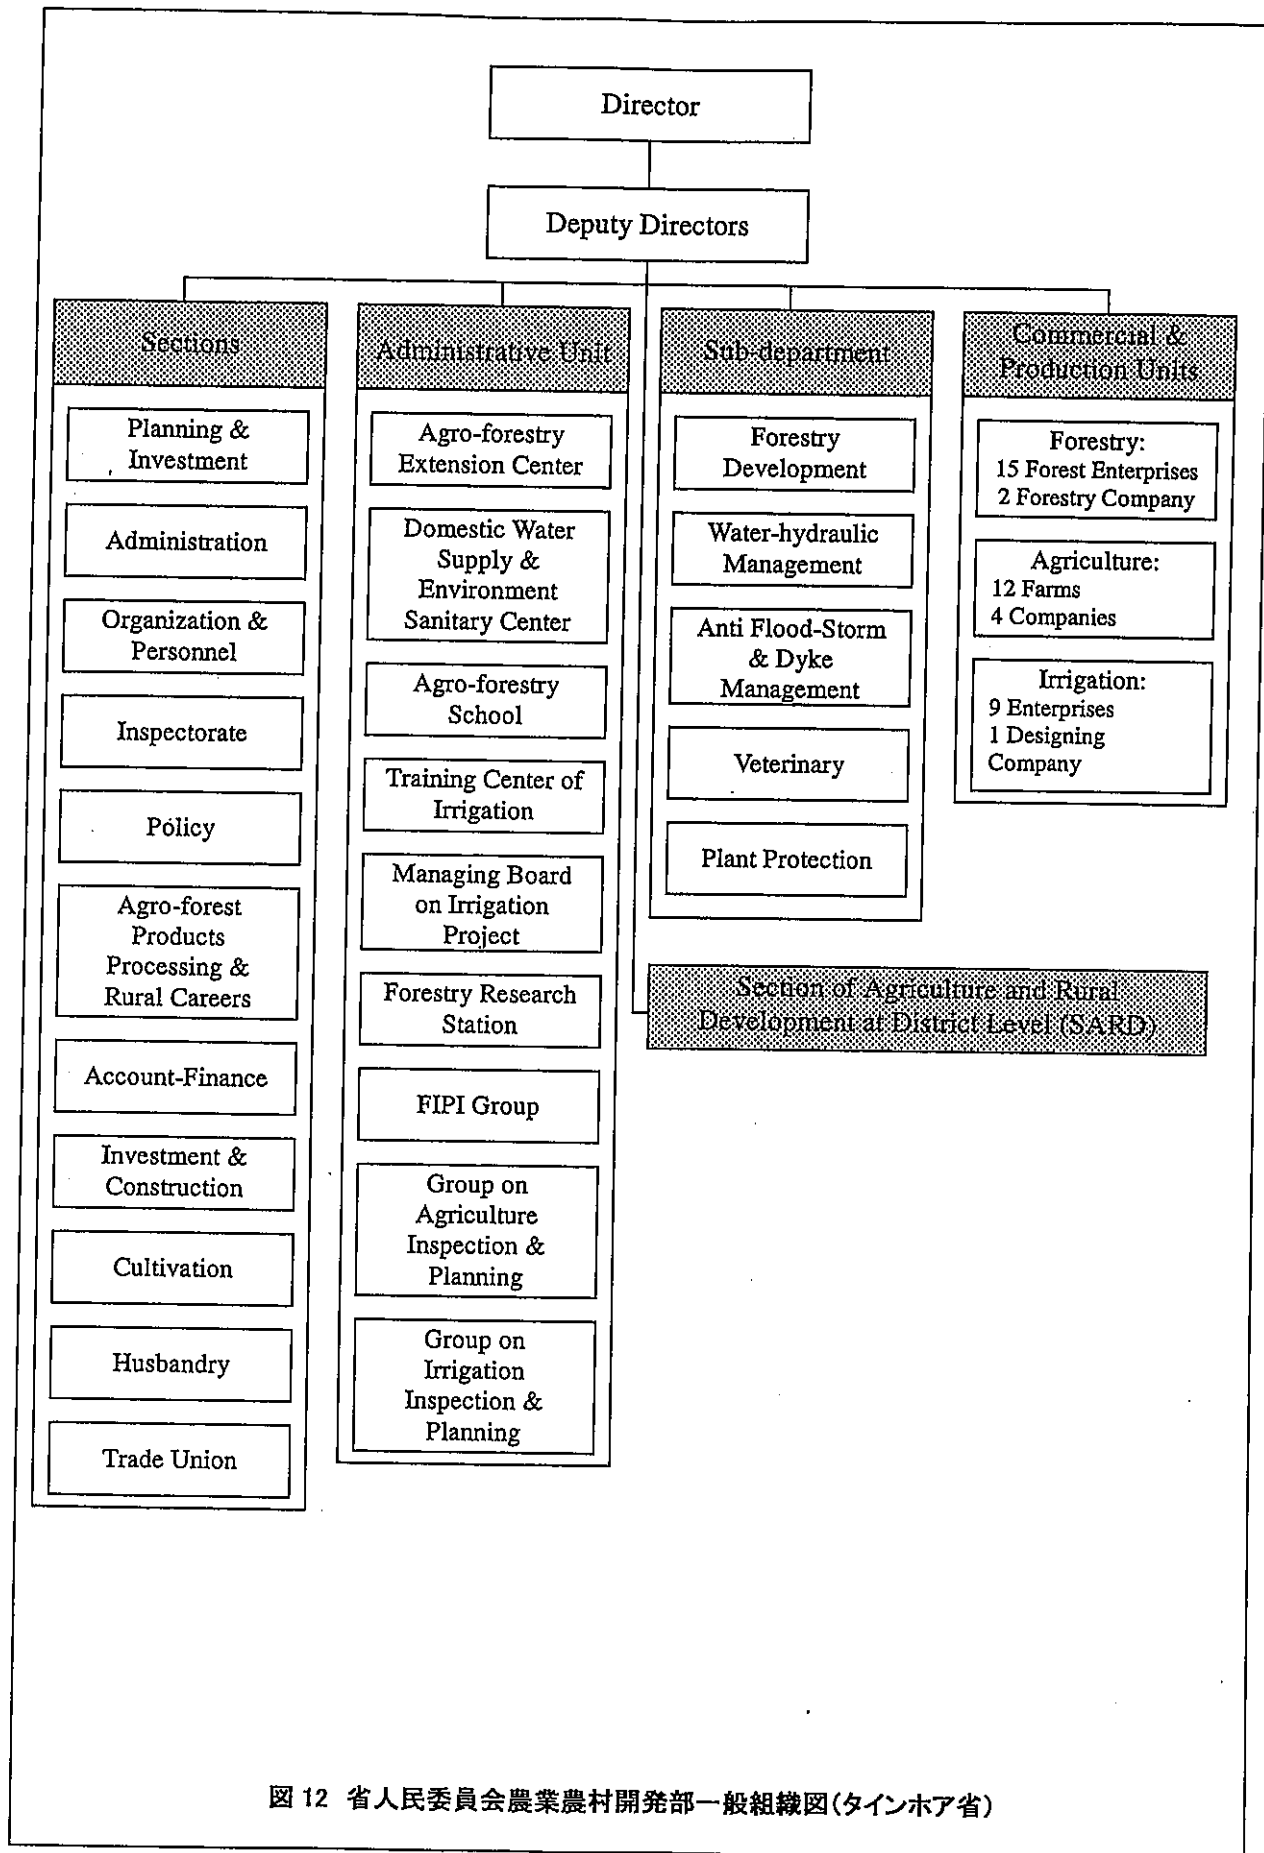 Director
Deputy Directors
Sections
Planning &
Investment
Administration
Organization &
Personnel
Inspectorate
Policy
Agro-forest
Products
Processing &
Rural Careers
Account-Finance
Investment &
Construction
Cultivation
Husbandry
Trade Union
Administrative Unit
Agro-forestry
Extension Center
Domestic Water
Supply &
Environment
Sanitary Center
Agro-forestry
School
Training Center of
Irrigation
Managing Board
on Irrigation
Project
Forestry Research
Station
FIPI Group
Group on
Agriculture
Inspection &
Planning
Group on
Irrigation
Inspection &
Planning
Sub-department
Forestry
Development
Water-hydraulic
Management
Anti Flood-Storm
& Dyke
Management
Veterinary
Plant Protection
Commercial &
Production Units
Forestry:
15 Forest Enterprises
2 Forestry Company
Agriculture:
12 Farms
4 Companies
Irrigation:
9 Enterprises
1 Designing
Company
Section of Agriculture and Rural
Development at District Level (SARD)
図 12 省人民委員会農業農村開発部一般組織図(タインホア省)